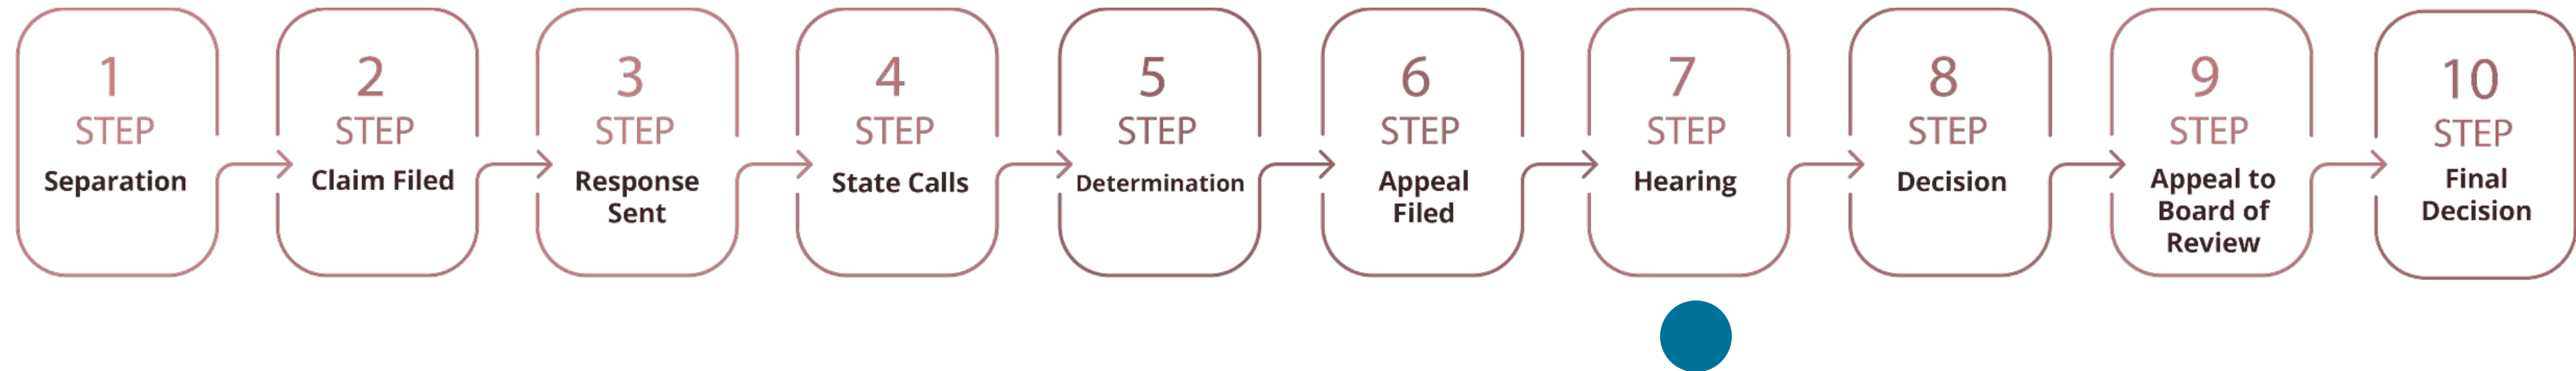 1
STEP
Separation
2
STEP
Claim Filed
3
STEP
Response
Sent
4
STEP
State Calls
5
STEP
Determination
6
STEP
Appeal
Filed
7
STEP
Hearing
8
STEP
Decision
9
STEP
Appeal to
Board of
Review
10
STEP
Final
Decision